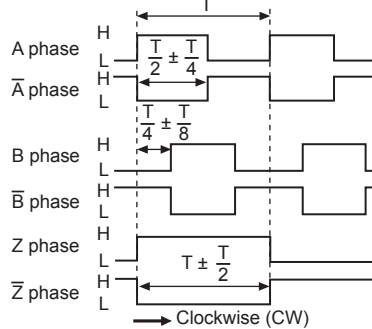 T
H
A phase
L
T/2 ± T/4
A̅ phase
H
L
T/4 ± T/8
B phase
H
L
B̅ phase
H
L
Z phase
H
L
T ± T/2
Z̅ phase
H
L
Clockwise (CW)